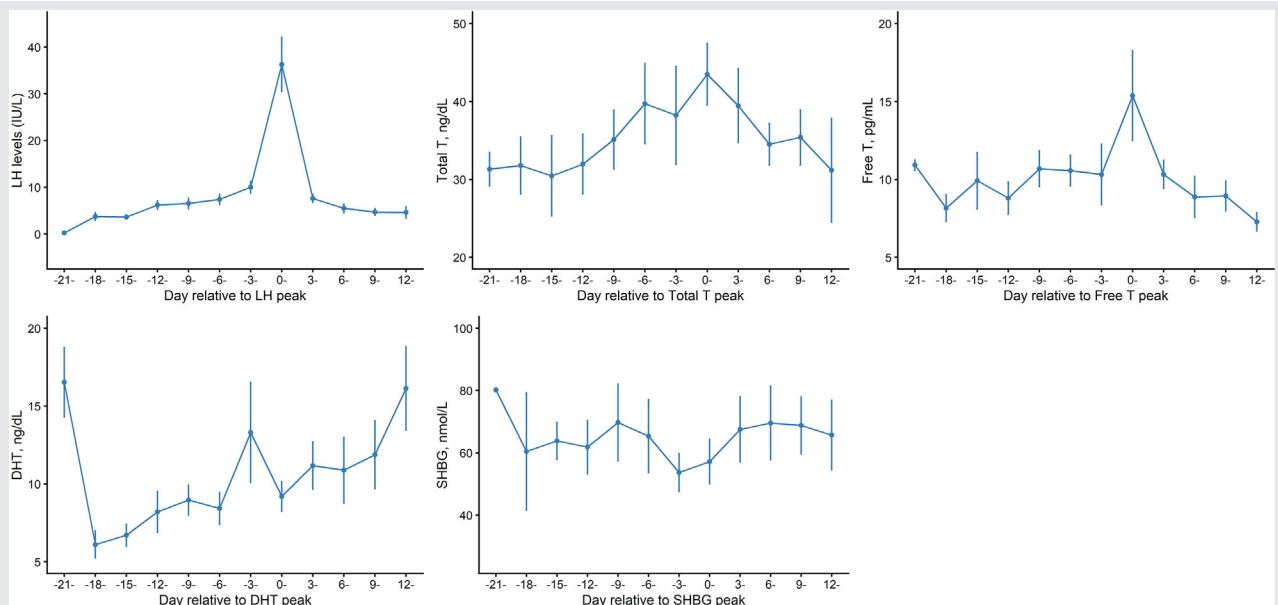 LH levels (IU/L)
40
30
20
10
0
-21- -18- -15- -12- -9- -6- -3- 0- 3- 6- 9- 12-
Day relative to LH peak
Total T, ng/dL
50
40
30
20
-21- -18- -15- -12- -9- -6- -3- 0- 3- 6- 9- 12-
Day relative to Total T peak
Free T, pg/mL
20
15
10
5
-21- -18- -15- -12- -9- -6- -3- 0- 3- 6- 9- 12-
Day relative to Free T peak
DHT, ng/dL
20
15
10
5
-21- -18- -15- -12- -9- -6- -3- 0- 3- 6- 9- 12-
Day relative to DHT peak
SHBG, nmol/L
100
80
60
40
-21- -18- -15- -12- -9- -6- -3- 0- 3- 6- 9- 12-
Day relative to SHBG peak